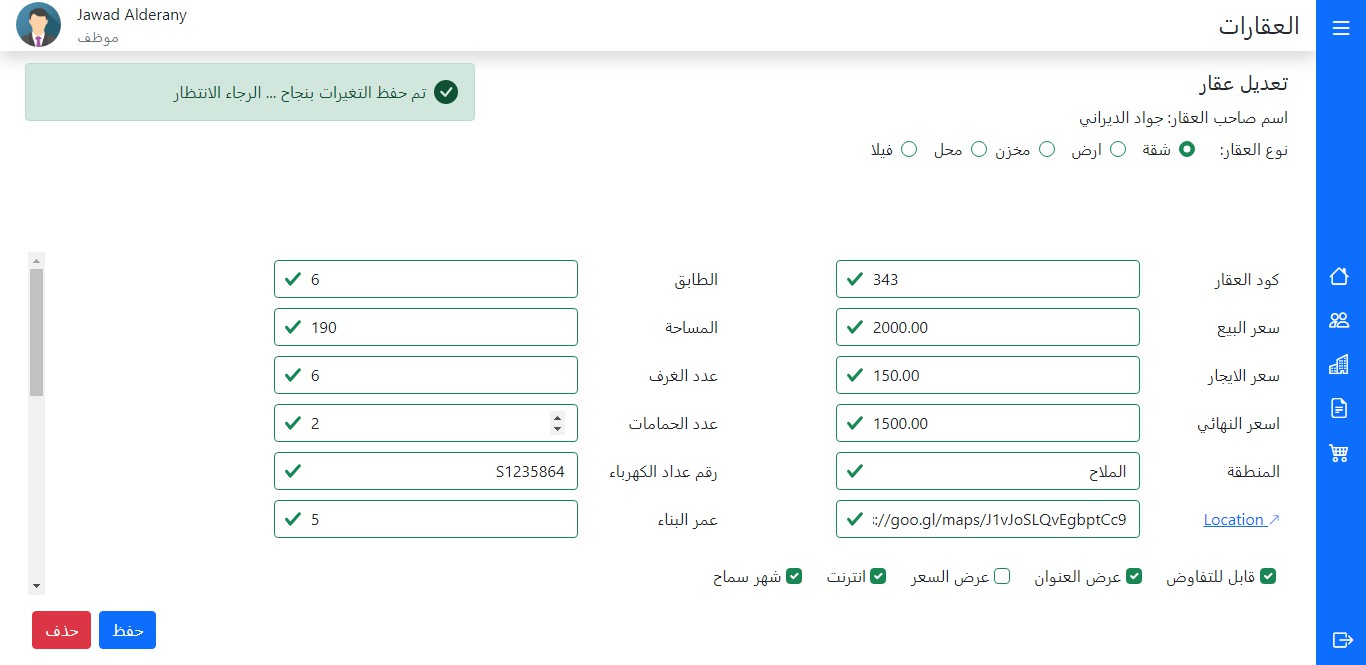 العقارات
Jawad Alderany
موظف
تعديل عقار
تم حفظ التغيرات بنجاح ... الرجاء الانتظار
اسم صاحب العقار: جواد الديراني
نوع العقار: شقة ارض مخزن محل فيلا
كود العقار 343 الطابق 6
سعر البيع 2000.00 المساحة 190
سعر الايجار 150.00 عدد الغرف 6
اسعر النهائي 1500.00 عدد الحمامات 2
المنطقة الملاح رقم عداد الكهرباء S1235864
Location ://goo.gl/maps/J1vJoSLQvEgbptCc9 عمر البناء 5
قابل للتفاوض عرض العنوان عرض السعر انترنت شهر سماح
حفظ حذف